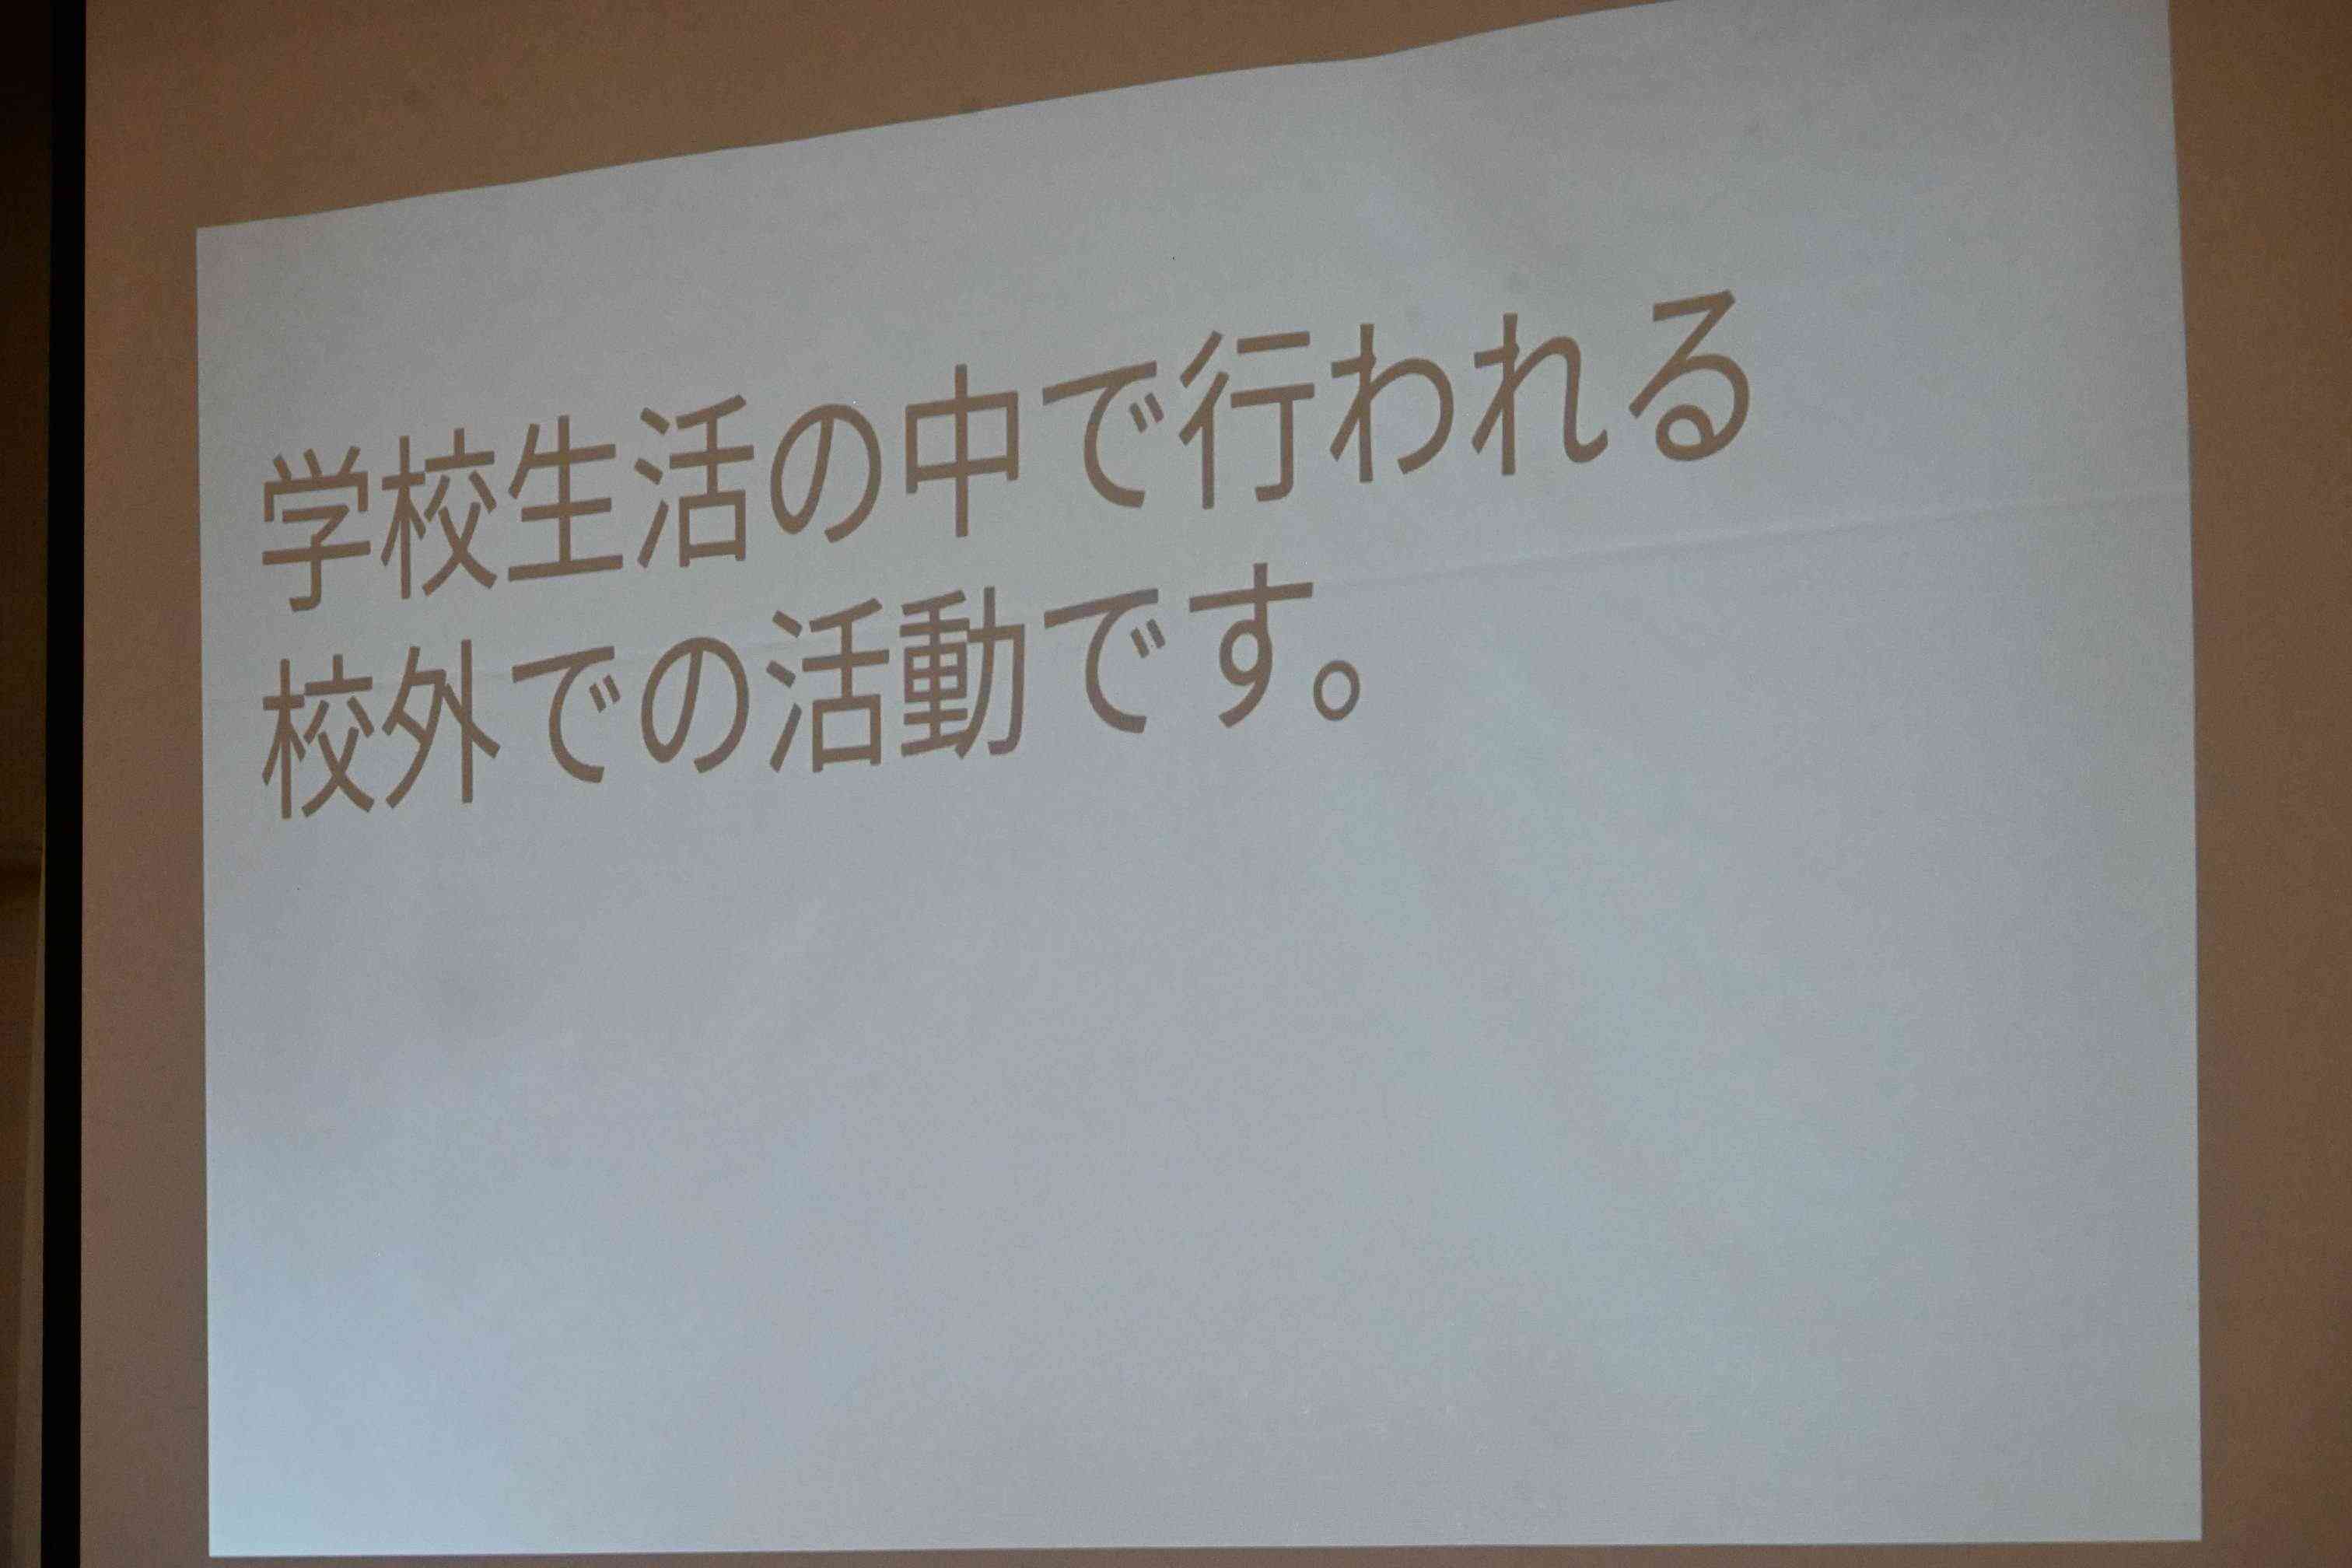 学校生活の中で行われる
校外での活動です。